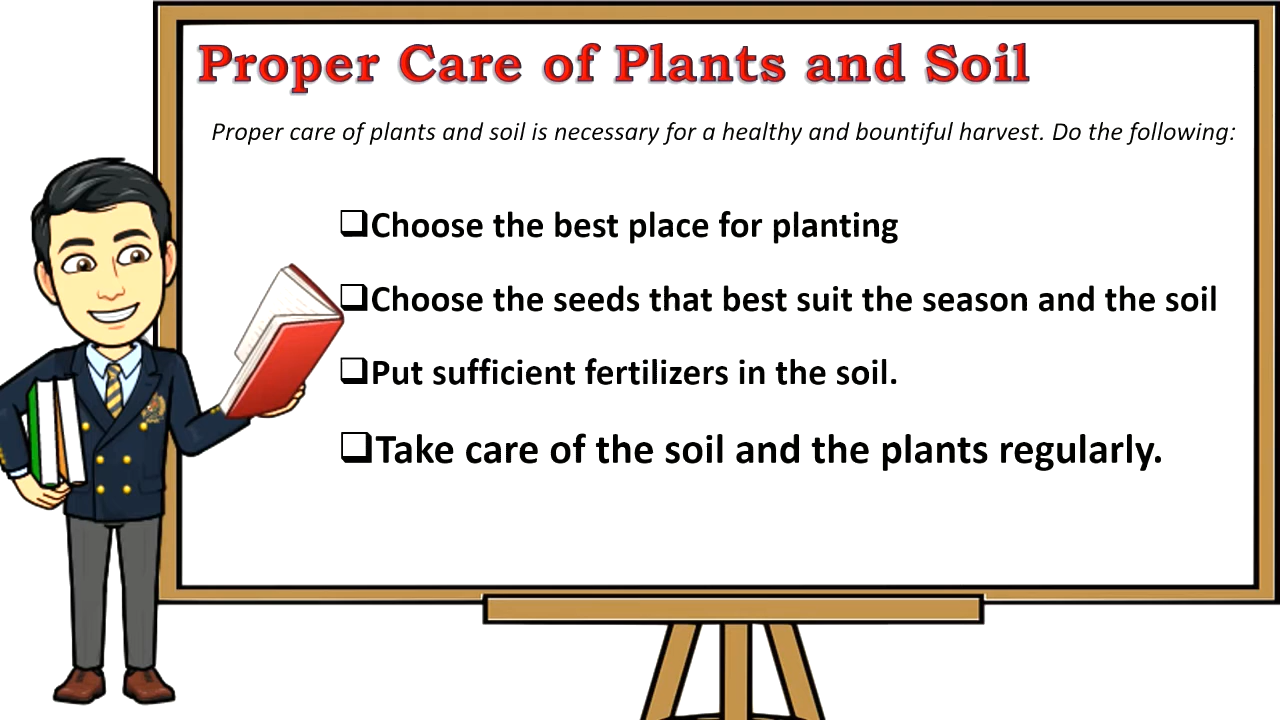 Proper Care of Plants and Soil
Proper care of plants and soil is necessary for a healthy and bountiful harvest. Do the following:
❑Choose the best place for planting
❑Choose the seeds that best suit the season and the soil
❑Put sufficient fertilizers in the soil.
❑Take care of the soil and the plants regularly.